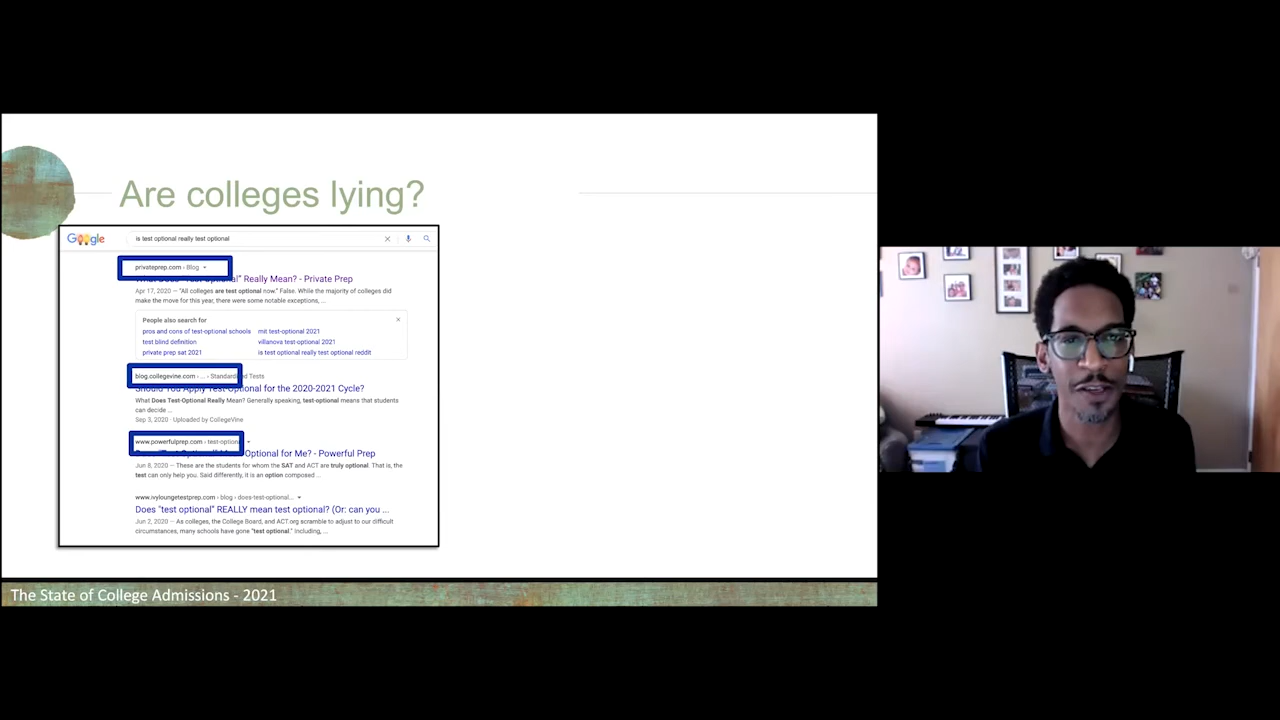 Are colleges lying?
Google
is test optional really test optional
privateprep.com › Blog
Really Mean? - Private Prep
Apr 17, 2020 — "All colleges are test optional now." False. While the majority of colleges did
make the move for this year, there were some notable exceptions, ...
People also search for
pros and cons of test-optional schools mit test-optional 2021
test blind definition villanova test-optional 2021
private prep sat 2021 is test optional really test optional reddit
blog.collegevine.com › ... › Standardized Tests
Should You Apply Test-Optional for the 2020-2021 Cycle?
What Does Test-Optional Really Mean? Generally speaking, test-optional means that students
can decide ...
Sep 3, 2020 · Uploaded by CollegeVine
www.powerfulprep.com › test-optional
Optional for Me? - Powerful Prep
Jun 8, 2020 — These are the students for whom the SAT and ACT are truly optional. That is, the
test can only help you. Said differently, it is an option composed ...
www.ivyloungetestprep.com › blog › does-test-optional...
Does "test optional" REALLY mean test optional? (Or: can you ...
Jun 2, 2020 — As colleges, the College Board, and ACT.org scramble to adjust to our difficult
circumstances, many schools have gone "test optional." Including, ...
The State of College Admissions - 2021